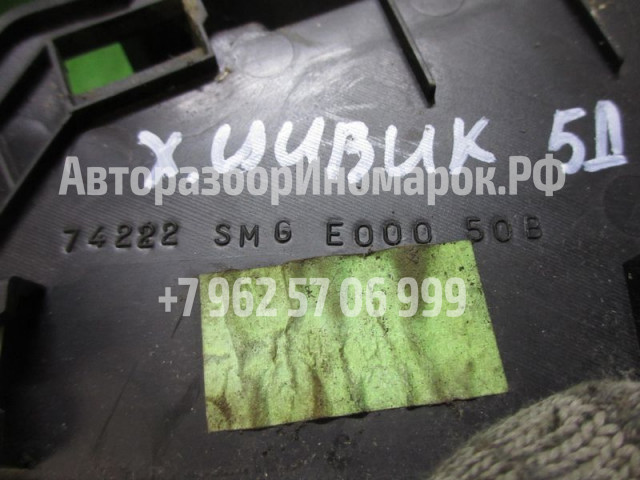 Х. ЦИВИК 5Д
АвторазборИномарок.РФ
74222 SMG E000 50B
+7 962 57 06 999